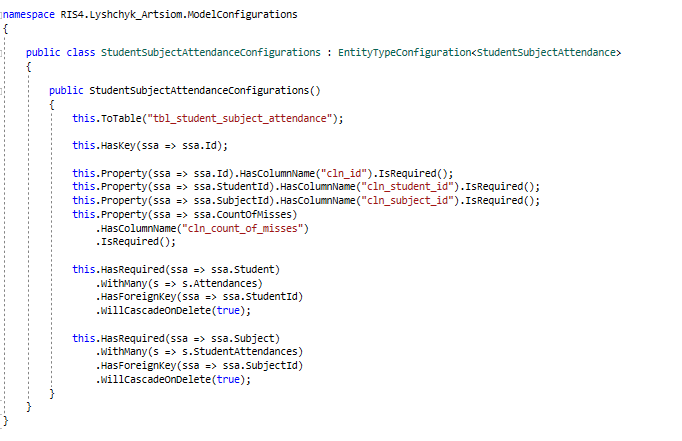 namespace RIS4.Lyshchyk_Artsiom.ModelConfigurations
{
public class StudentSubjectAttendanceConfigurations : EntityTypeConfiguration<StudentSubjectAttendance>
{
public StudentSubjectAttendanceConfigurations()
{
this.ToTable("tbl_student_subject_attendance");
this.HasKey(ssa => ssa.Id);
this.Property(ssa => ssa.Id).HasColumnName("cln_id").IsRequired();
this.Property(ssa => ssa.StudentId).HasColumnName("cln_student_id").IsRequired();
this.Property(ssa => ssa.SubjectId).HasColumnName("cln_subject_id").IsRequired();
this.Property(ssa => ssa.CountOfMisses)
.HasColumnName("cln_count_of_misses")
.IsRequired();
this.HasRequired(ssa => ssa.Student)
.WithMany(s => s.Attendances)
.HasForeignKey(ssa => ssa.StudentId)
.WillCascadeOnDelete(true);
this.HasRequired(ssa => ssa.Subject)
.WithMany(s => s.StudentAttendances)
.HasForeignKey(ssa => ssa.SubjectId)
.WillCascadeOnDelete(true);
}
}
}